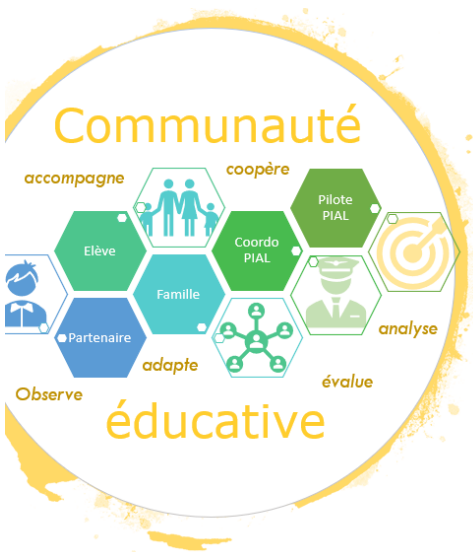 Communauté
accompagne
coopère
Pilote
PIAL
Elève
Coordo
PIAL
Famille
Partenaire
analyse
adapte
évalue
Observe
éducative